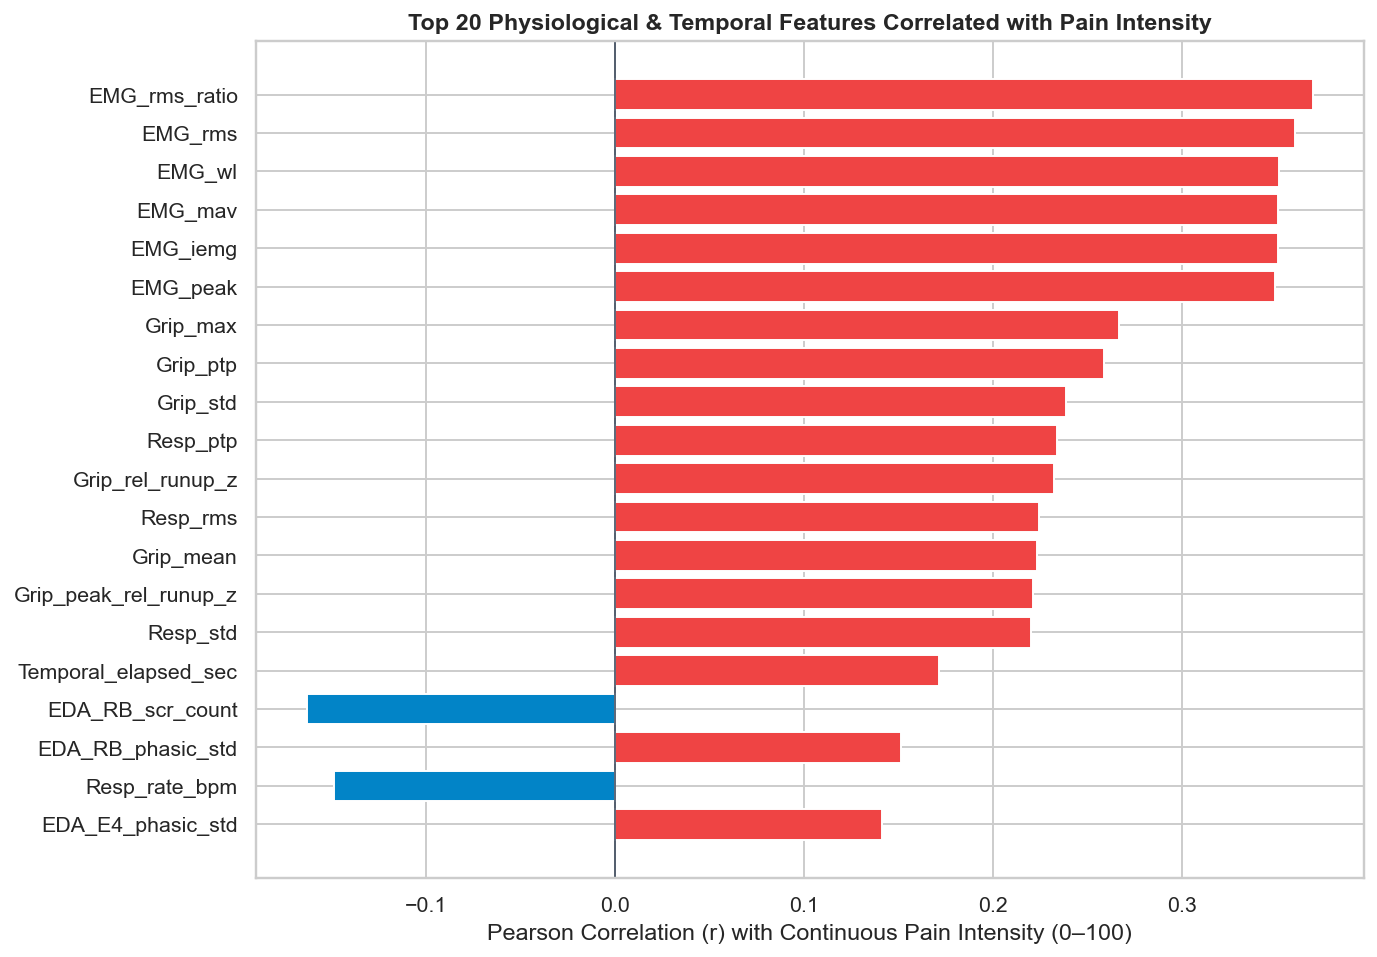 Top 20 Physiological & Temporal Features Correlated with Pain Intensity
EMG_rms_ratio
EMG_rms
EMG_wl
EMG_mav
EMG_iemg
EMG_peak
Grip_max
Grip_ptp
Grip_std
Resp_ptp
Grip_rel_runup_z
Resp_rms
Grip_mean
Grip_peak_rel_runup_z
Resp_std
Temporal_elapsed_sec
EDA_RB_scr_count
EDA_RB_phasic_std
Resp_rate_bpm
EDA_E4_phasic_std
−0.1 0.0 0.1 0.2 0.3
Pearson Correlation (r) with Continuous Pain Intensity (0–100)